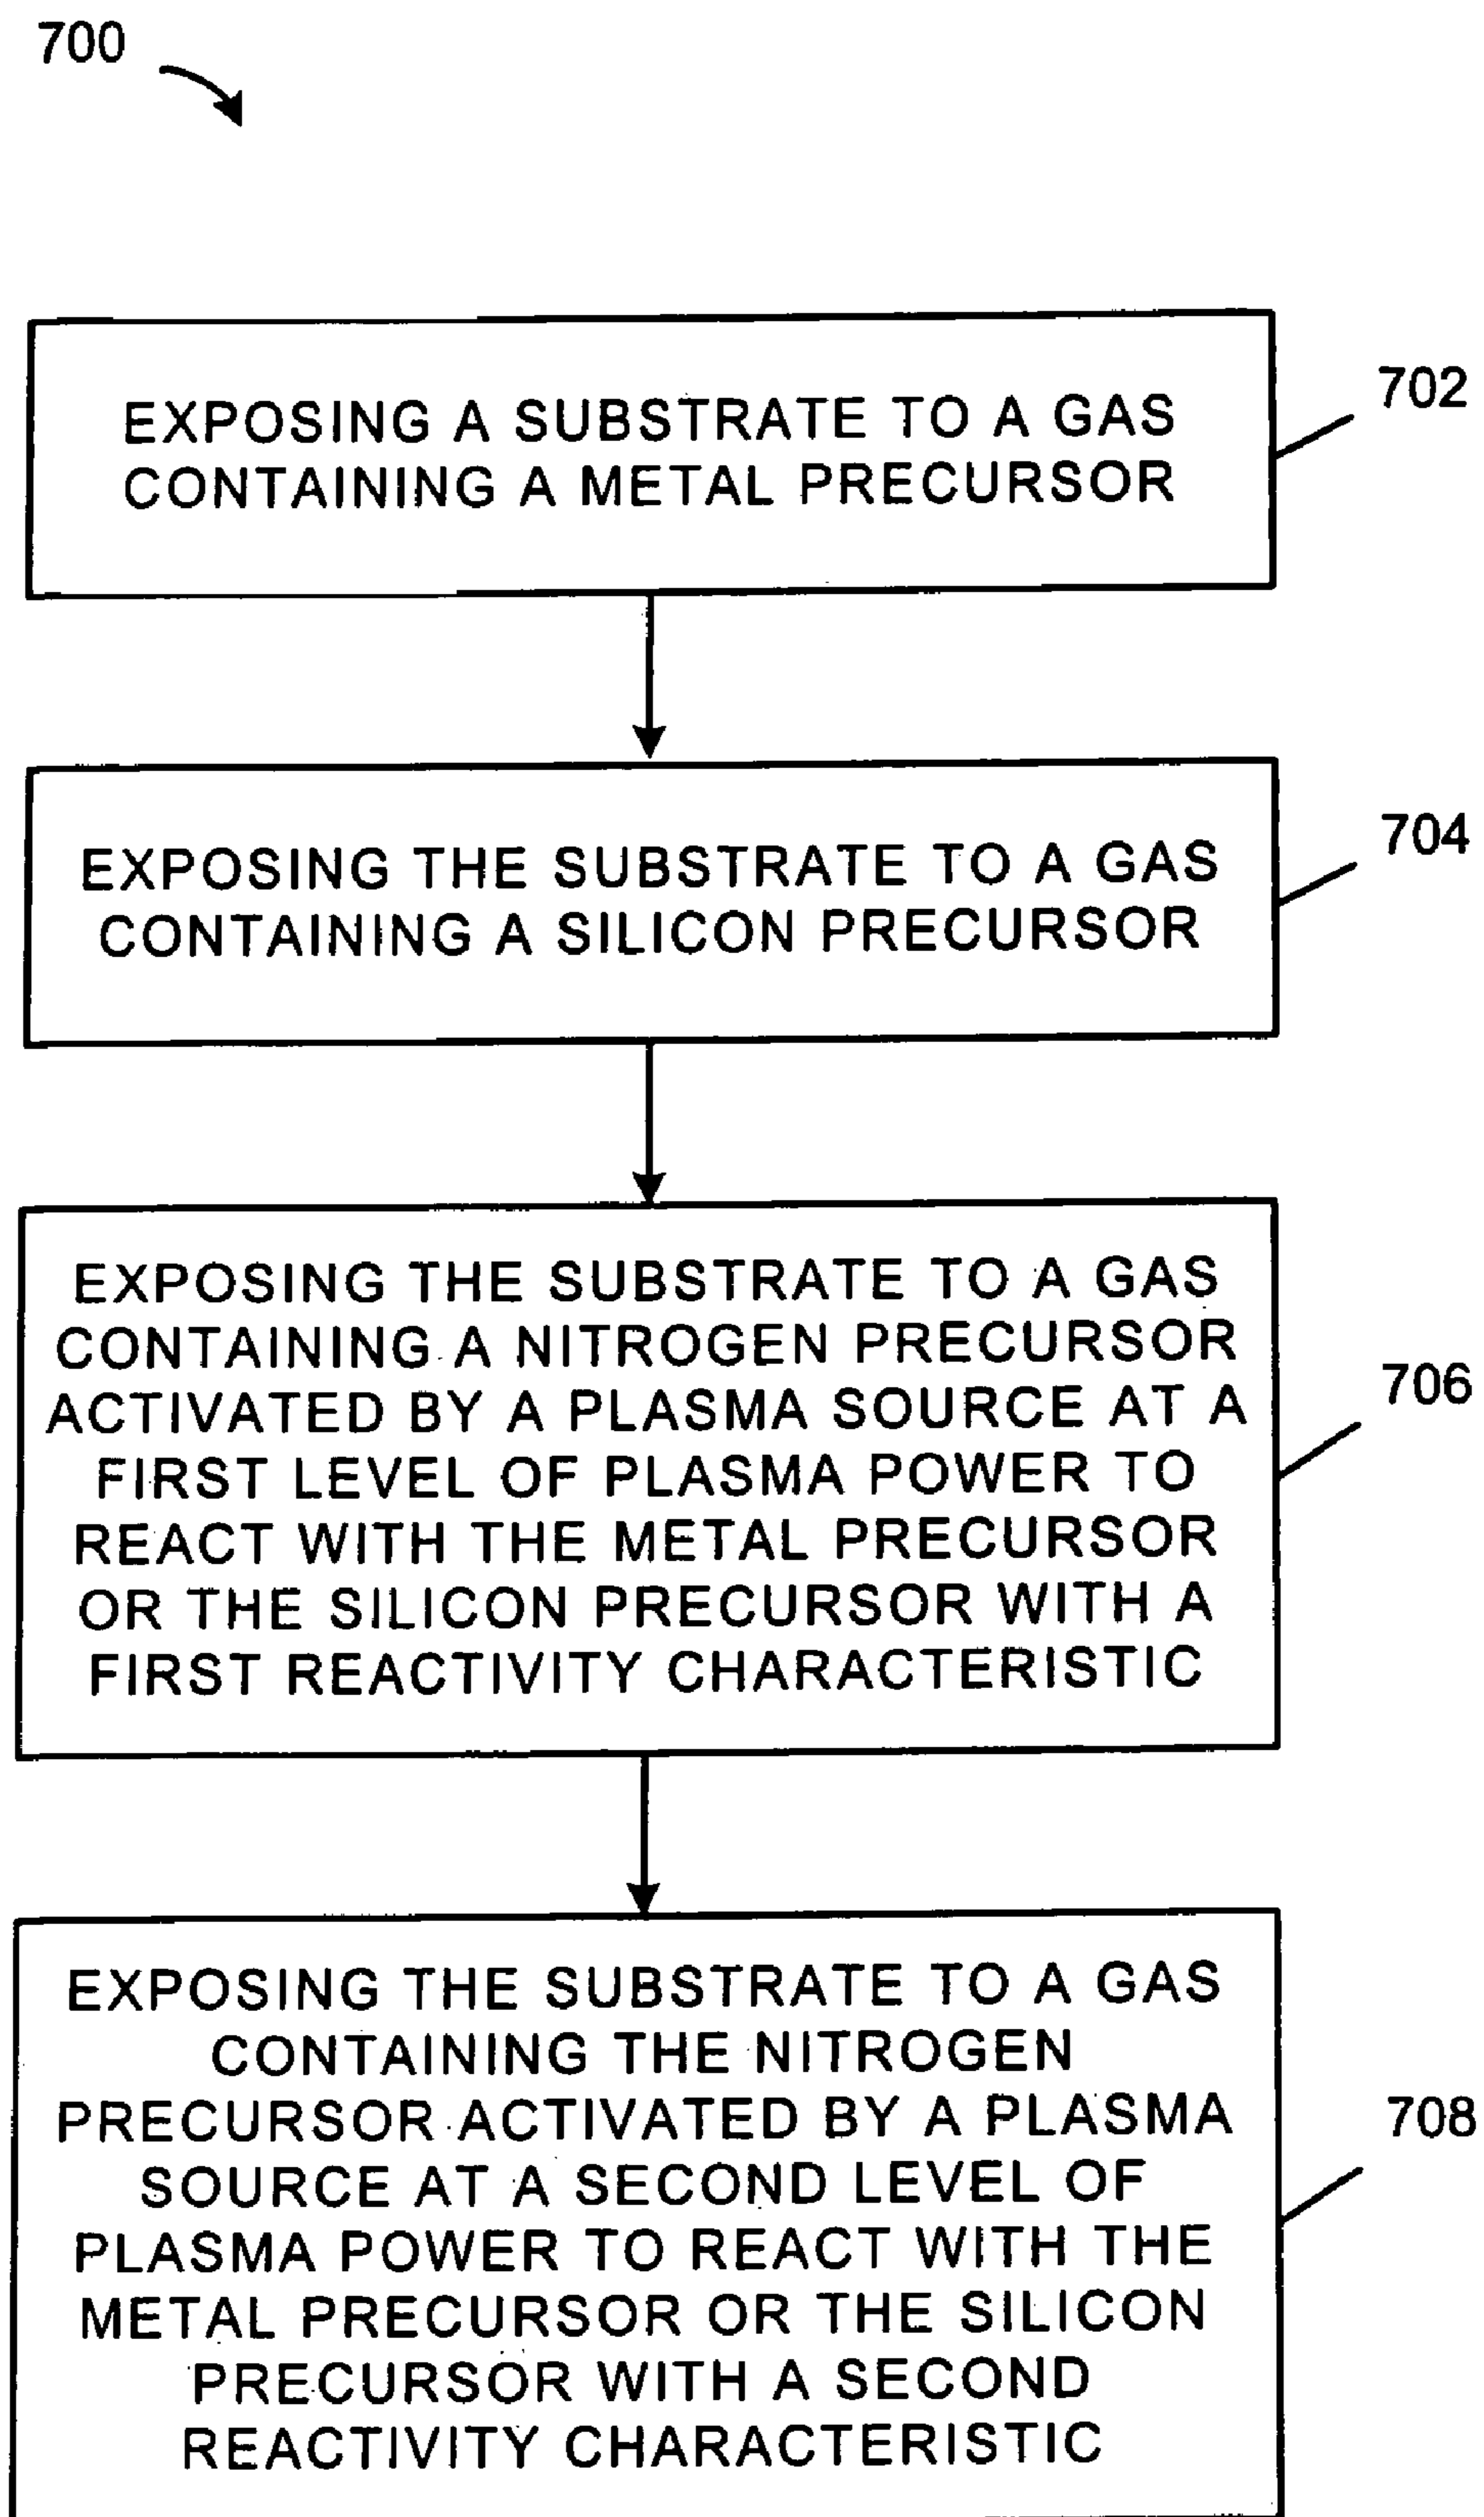 700
EXPOSING A SUBSTRATE TO A GAS
CONTAINING A METAL PRECURSOR
702
EXPOSING THE SUBSTRATE TO A GAS
CONTAINING A SILICON PRECURSOR
704
EXPOSING THE SUBSTRATE TO A GAS
CONTAINING A NITROGEN PRECURSOR
ACTIVATED BY A PLASMA SOURCE AT A
FIRST LEVEL OF PLASMA POWER TO
REACT WITH THE METAL PRECURSOR
OR THE SILICON PRECURSOR WITH A
FIRST REACTIVITY CHARACTERISTIC
706
EXPOSING THE SUBSTRATE TO A GAS
CONTAINING THE NITROGEN
PRECURSOR ACTIVATED BY A PLASMA
SOURCE AT A SECOND LEVEL OF
PLASMA POWER TO REACT WITH THE
METAL PRECURSOR OR THE SILICON
PRECURSOR WITH A SECOND
REACTIVITY CHARACTERISTIC
708